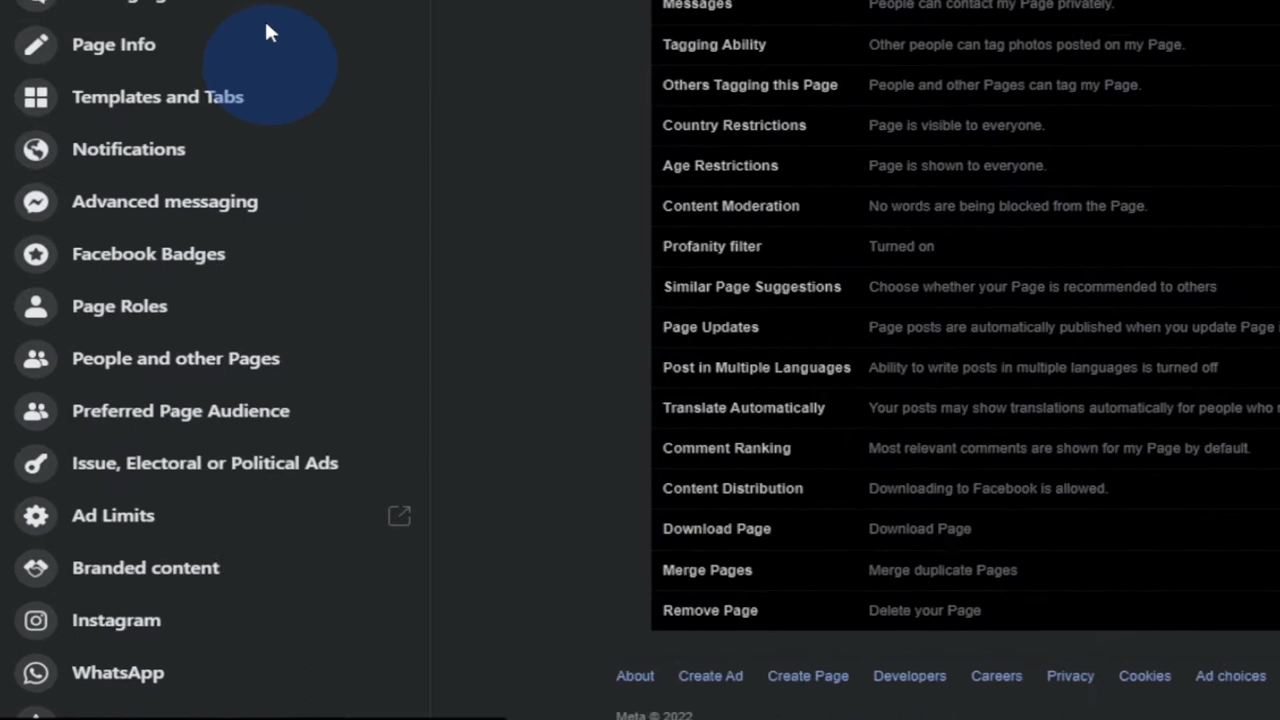 Page Info
Templates and Tabs
Notifications
Advanced messaging
Facebook Badges
Page Roles
People and other Pages
Preferred Page Audience
Issue, Electoral or Political Ads
Ad Limits
Branded content
Instagram
WhatsApp
Messages People can contact my Page privately.
Tagging Ability Other people can tag photos posted on my Page.
Others Tagging this Page People and other Pages can tag my Page.
Country Restrictions Page is visible to everyone.
Age Restrictions Page is shown to everyone.
Content Moderation No words are being blocked from the Page.
Profanity filter Turned on
Similar Page Suggestions Choose whether your Page is recommended to others
Page Updates Page posts are automatically published when you update Page
Post in Multiple Languages Ability to write posts in multiple languages is turned off
Translate Automatically Your posts may show translations automatically for people who
Comment Ranking Most relevant comments are shown for my Page by default.
Content Distribution Downloading to Facebook is allowed.
Download Page Download Page
Merge Pages Merge duplicate Pages
Remove Page Delete your Page
About Create Ad Create Page Developers Careers Privacy Cookies Ad choices
Meta © 2022